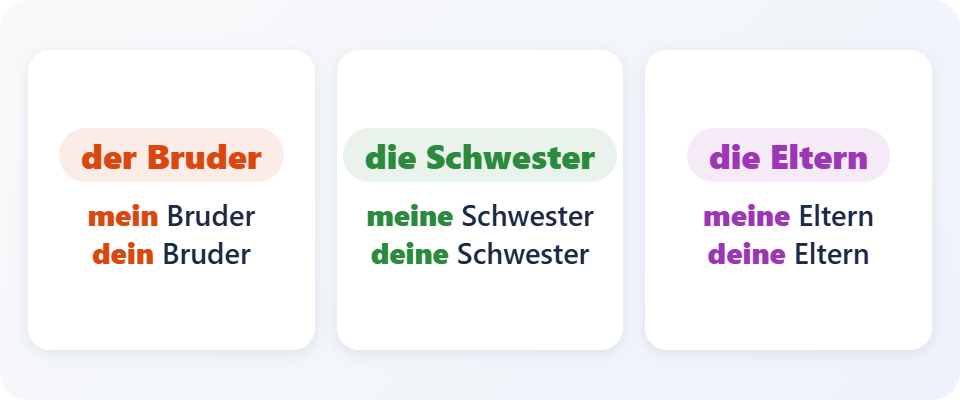 der Bruder
mein Bruder
dein Bruder
die Schwester
meine Schwester
deine Schwester
die Eltern
meine Eltern
deine Eltern